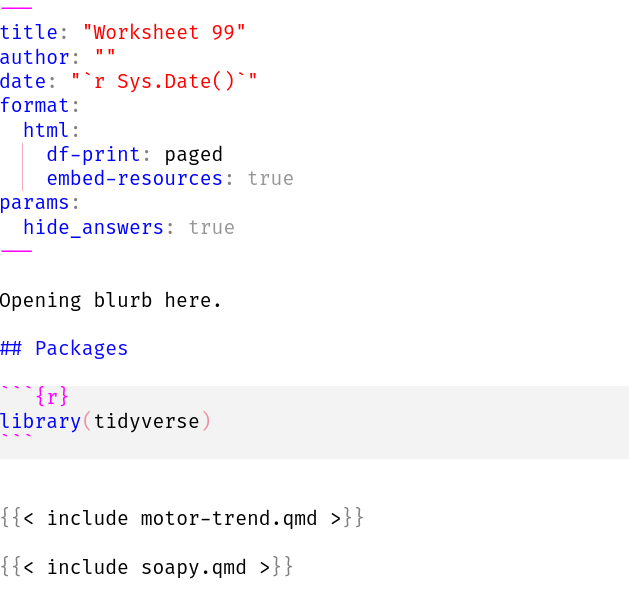 ---
title: "Worksheet 99"
author: ""
date: "`r Sys.Date()`"
format:
  html:
    df-print: paged
    embed-resources: true
params:
  hide_answers: true
---
Opening blurb here.
## Packages
```{r}
library(tidyverse)
```
{{< include motor-trend.qmd >}}
{{< include soapy.qmd >}}